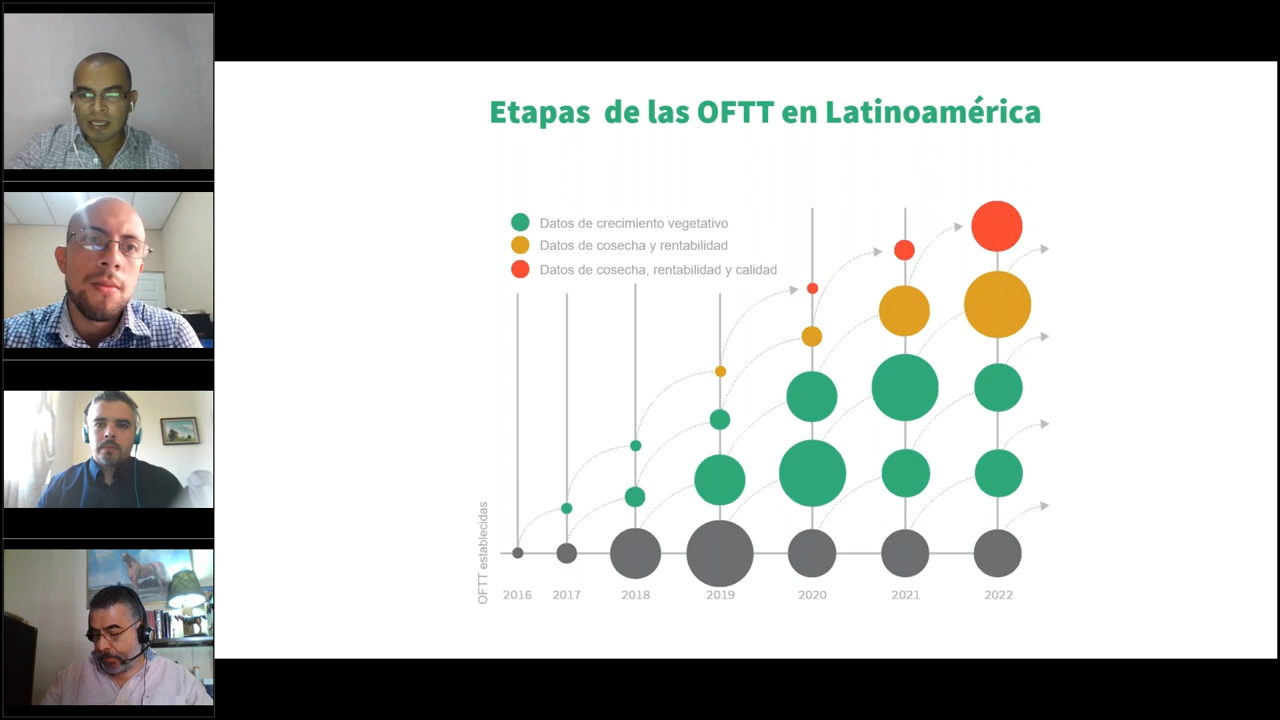 Etapas de las OFTT en Latinoamérica
Datos de crecimiento vegetativo
Datos de cosecha y rentabilidad
Datos de cosecha, rentabilidad y calidad
OFTT establecidas
2016 2017 2018 2019 2020 2021 2022